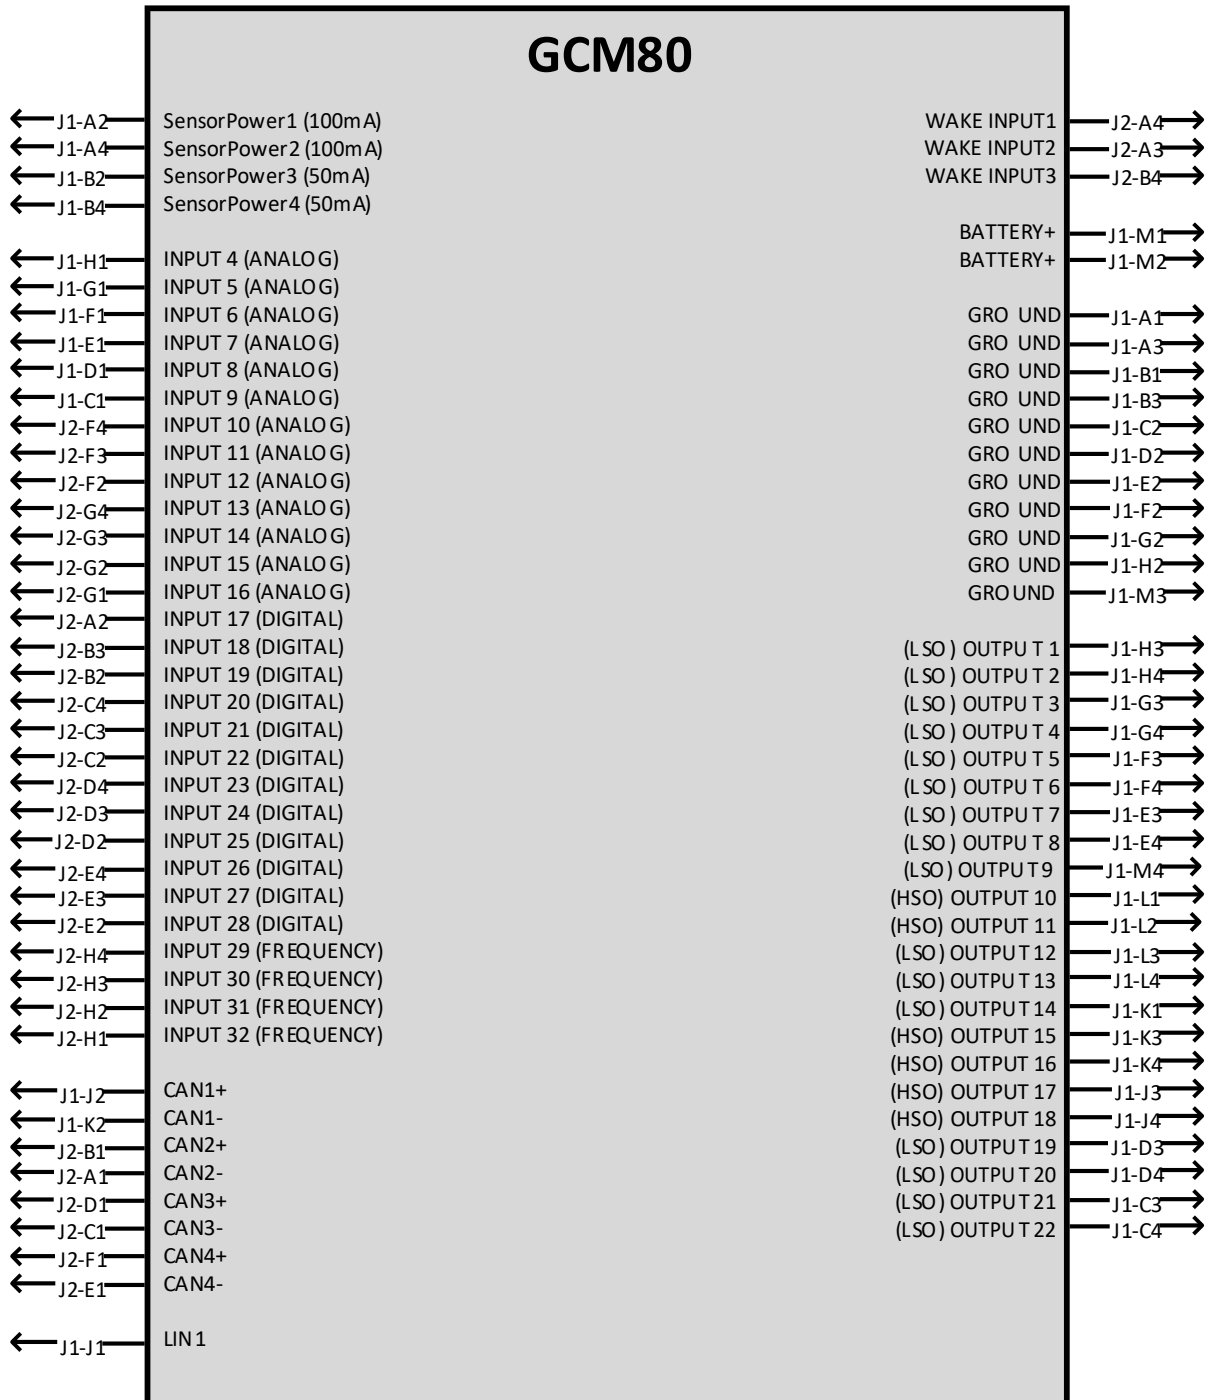 GCM80
J1-A2 SensorPower1 (100mA)
J1-A4 SensorPower2 (100mA)
J1-B2 SensorPower3 (50mA)
J1-B4 SensorPower4 (50mA)
J1-H1 INPUT 4 (ANALOG)
J1-G1 INPUT 5 (ANALOG)
J1-F1 INPUT 6 (ANALOG)
J1-E1 INPUT 7 (ANALOG)
J1-D1 INPUT 8 (ANALOG)
J1-C1 INPUT 9 (ANALOG)
J2-F4 INPUT 10 (ANALOG)
J2-F3 INPUT 11 (ANALOG)
J2-F2 INPUT 12 (ANALOG)
J2-G4 INPUT 13 (ANALOG)
J2-G3 INPUT 14 (ANALOG)
J2-G2 INPUT 15 (ANALOG)
J2-G1 INPUT 16 (ANALOG)
J2-A2 INPUT 17 (DIGITAL)
J2-B3 INPUT 18 (DIGITAL)
J2-B2 INPUT 19 (DIGITAL)
J2-C4 INPUT 20 (DIGITAL)
J2-C3 INPUT 21 (DIGITAL)
J2-C2 INPUT 22 (DIGITAL)
J2-D4 INPUT 23 (DIGITAL)
J2-D3 INPUT 24 (DIGITAL)
J2-D2 INPUT 25 (DIGITAL)
J2-E4 INPUT 26 (DIGITAL)
J2-E3 INPUT 27 (DIGITAL)
J2-E2 INPUT 28 (DIGITAL)
J2-H4 INPUT 29 (FREQUENCY)
J2-H3 INPUT 30 (FREQUENCY)
J2-H2 INPUT 31 (FREQUENCY)
J2-H1 INPUT 32 (FREQUENCY)
J1-J2 CAN1+
J1-K2 CAN1-
J2-B1 CAN2+
J2-A1 CAN2-
J2-D1 CAN3+
J2-C1 CAN3-
J2-F1 CAN4+
J2-E1 CAN4-
J1-J1 LIN1
WAKE INPUT1 J2-A4
WAKE INPUT2 J2-A3
WAKE INPUT3 J2-B4
BATTERY+ J1-M1
BATTERY+ J1-M2
GROUND J1-A1
GROUND J1-A3
GROUND J1-B1
GROUND J1-B3
GROUND J1-C2
GROUND J1-D2
GROUND J1-E2
GROUND J1-F2
GROUND J1-G2
GROUND J1-H2
GROUND J1-M3
(LSO) OUTPUT 1 J1-H3
(LSO) OUTPUT 2 J1-H4
(LSO) OUTPUT 3 J1-G3
(LSO) OUTPUT 4 J1-G4
(LSO) OUTPUT 5 J1-F3
(LSO) OUTPUT 6 J1-F4
(LSO) OUTPUT 7 J1-E3
(LSO) OUTPUT 8 J1-E4
(LSO) OUTPUT 9 J1-M4
(HSO) OUTPUT 10 J1-L1
(HSO) OUTPUT 11 J1-L2
(LSO) OUTPUT 12 J1-L3
(LSO) OUTPUT 13 J1-L4
(LSO) OUTPUT 14 J1-K1
(HSO) OUTPUT 15 J1-K3
(HSO) OUTPUT 16 J1-K4
(HSO) OUTPUT 17 J1-J3
(HSO) OUTPUT 18 J1-J4
(LSO) OUTPUT 19 J1-D3
(LSO) OUTPUT 20 J1-D4
(LSO) OUTPUT 21 J1-C3
(LSO) OUTPUT 22 J1-C4